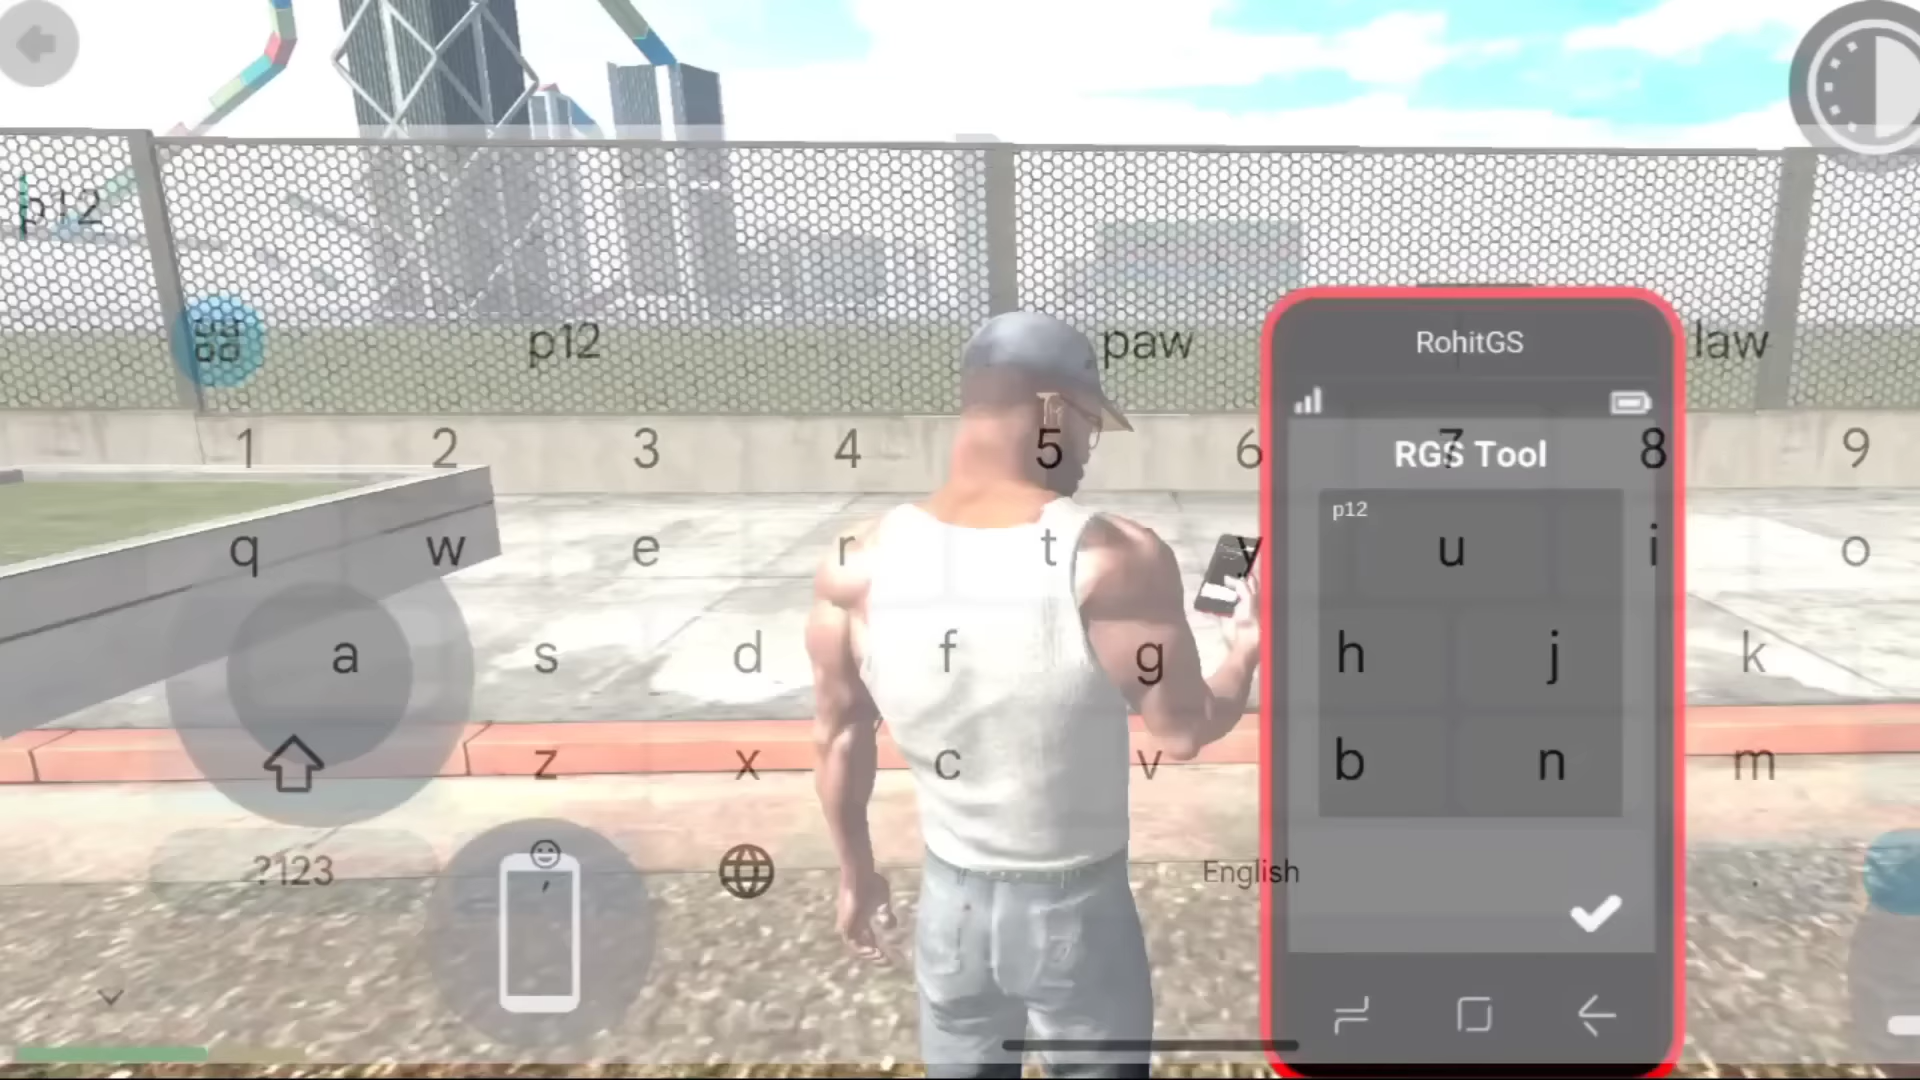 p12
p12 paw law
RohitGS
1 2 3 4 5 6 7 8 9
RGS Tool
p12
q w e r t y u i o
a s d f g h j k
z x c v b n m
?123 , English .